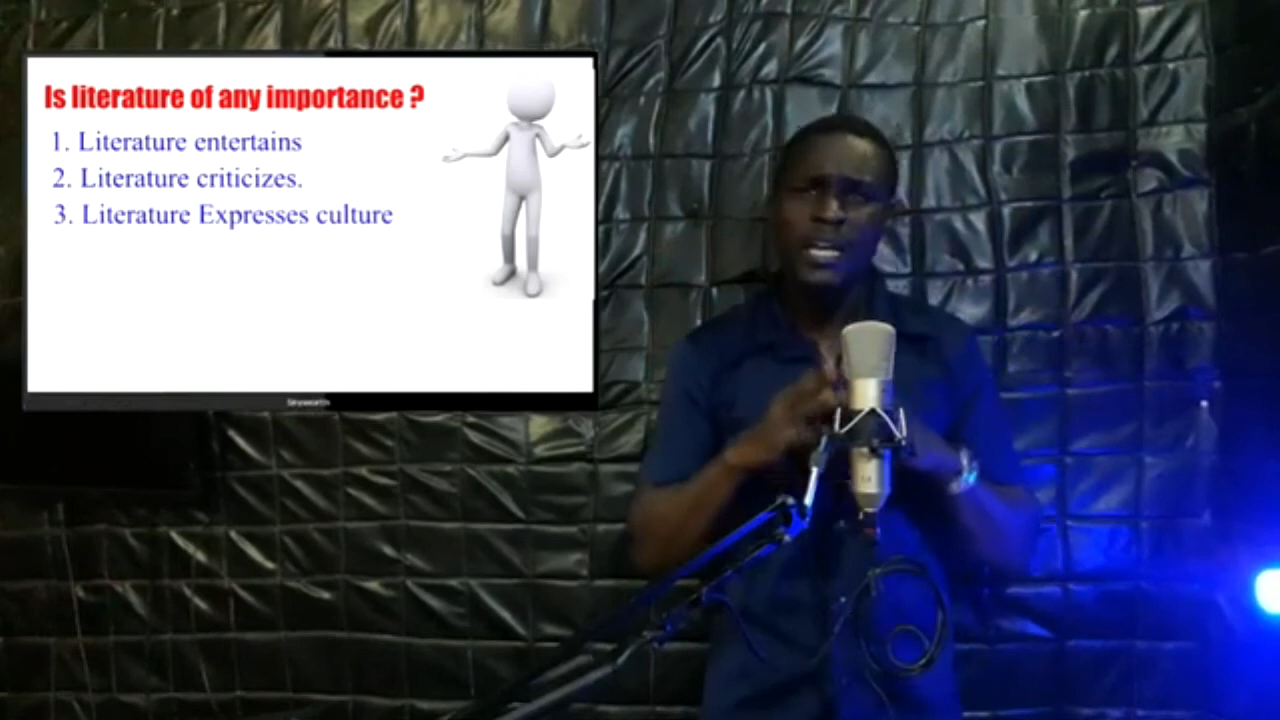 Is literature of any importance ?
1. Literature entertains
2. Literature criticizes.
3. Literature Expresses culture